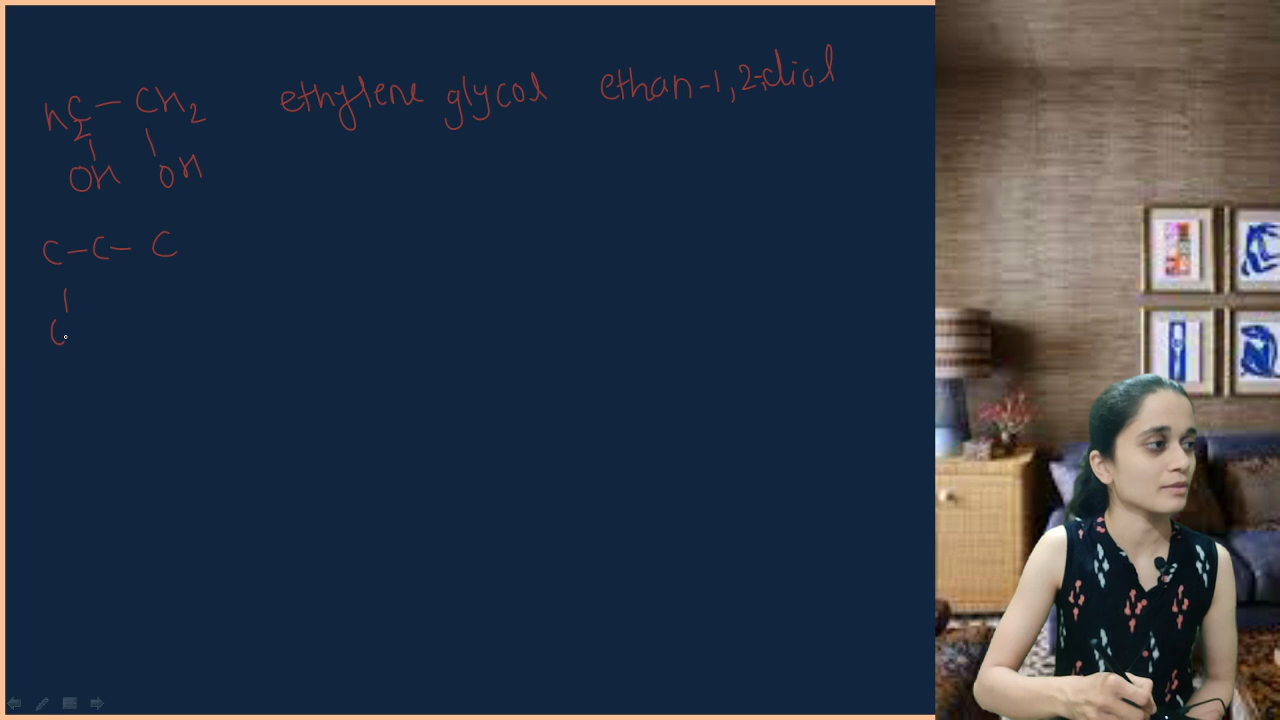 H2C – CH2 ethylene glycol ethan-1,2-diol
OH OH
C – C – C